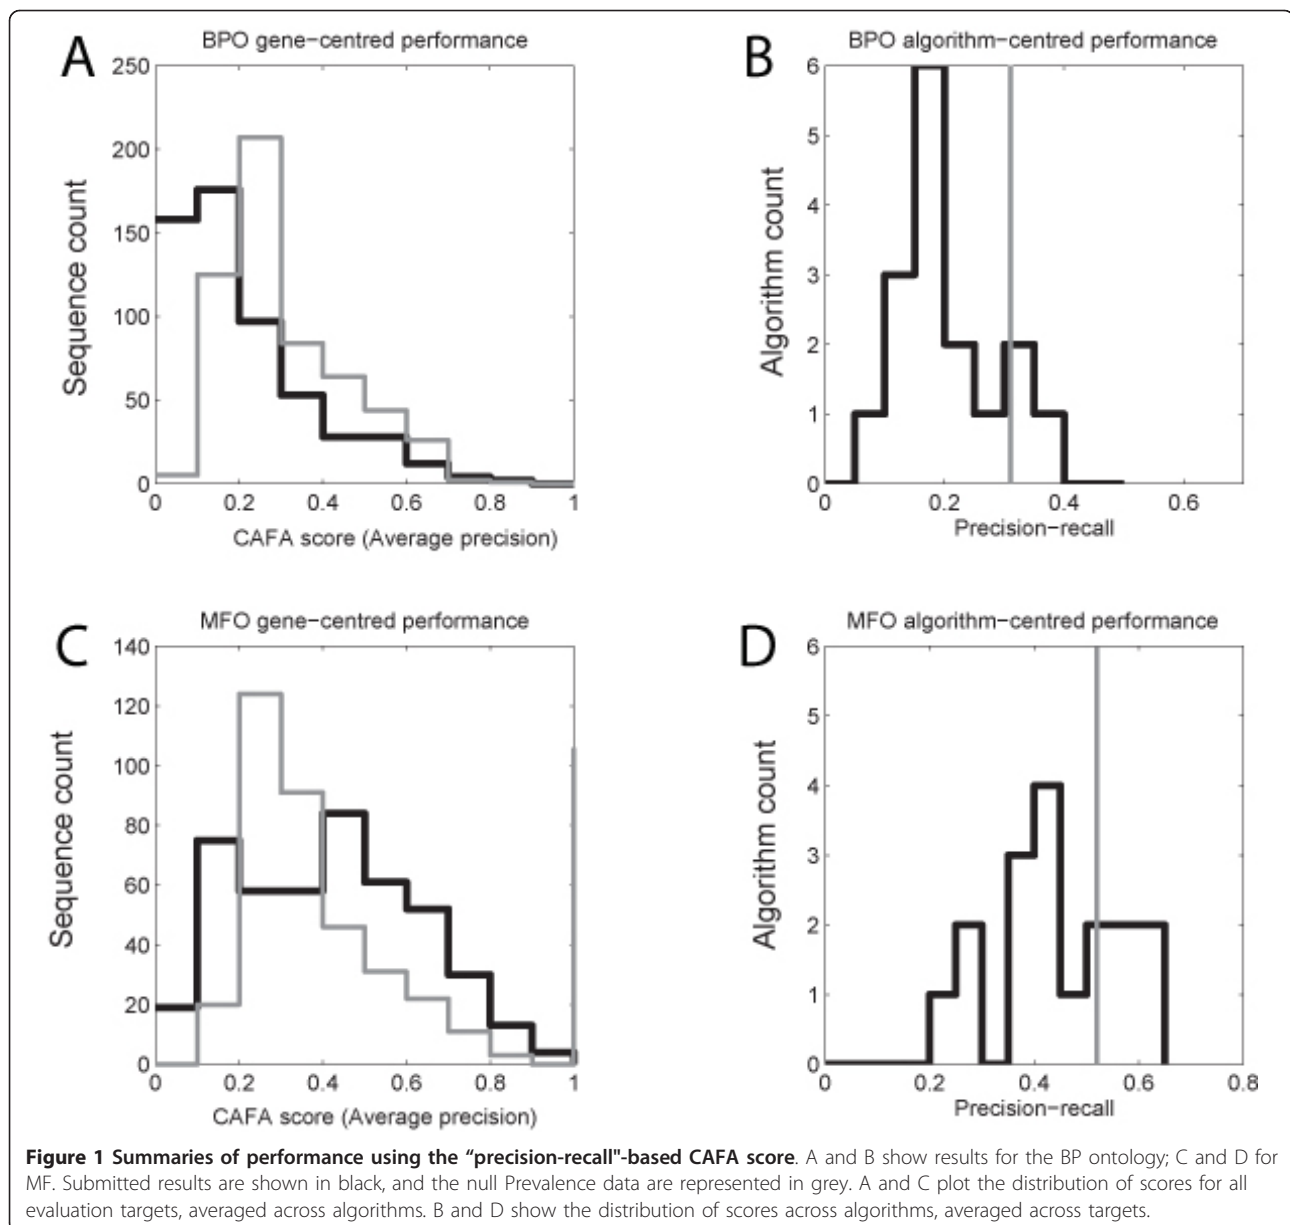 A
BPO gene-centred performance
250
200
150
100
50
0
Sequence count
0 0.2 0.4 0.6 0.8 1
CAFA score (Average precision)
B
BPO algorithm-centred performance
6
5
4
3
2
1
0
Algorithm count
0 0.2 0.4 0.6
Precision-recall
C
MFO gene-centred performance
140
120
100
80
60
40
20
0
Sequence count
0 0.2 0.4 0.6 0.8 1
CAFA score (Average precision)
D
MFO algorithm-centred performance
6
5
4
3
2
1
0
Algorithm count
0 0.2 0.4 0.6 0.8
Precision-recall
Figure 1 Summaries of performance using the “precision-recall"-based CAFA score. A and B show results for the BP ontology; C and D for
MF. Submitted results are shown in black, and the null Prevalence data are represented in grey. A and C plot the distribution of scores for all
evaluation targets, averaged across algorithms. B and D show the distribution of scores across algorithms, averaged across targets.